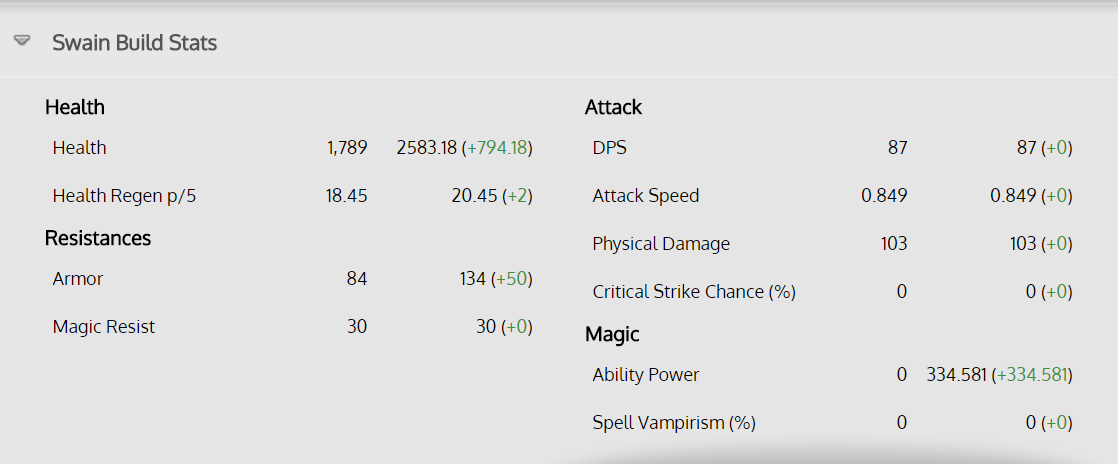 Swain Build Stats
Health
Health 1,789 2583.18 (+794.18)
Health Regen p/5 18.45 20.45 (+2)
Resistances
Armor 84 134 (+50)
Magic Resist 30 30 (+0)
Attack
DPS 87 87 (+0)
Attack Speed 0.849 0.849 (+0)
Physical Damage 103 103 (+0)
Critical Strike Chance (%) 0 0 (+0)
Magic
Ability Power 0 334.581 (+334.581)
Spell Vampirism (%) 0 0 (+0)